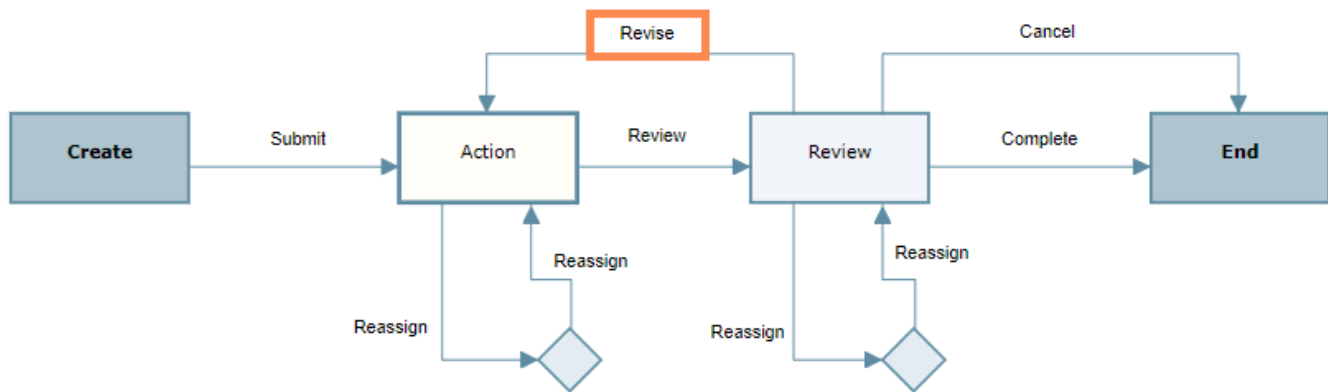 Revise
Cancel
Create
Submit
Action
Review
Review
Complete
End
Reassign
Reassign
Reassign
Reassign